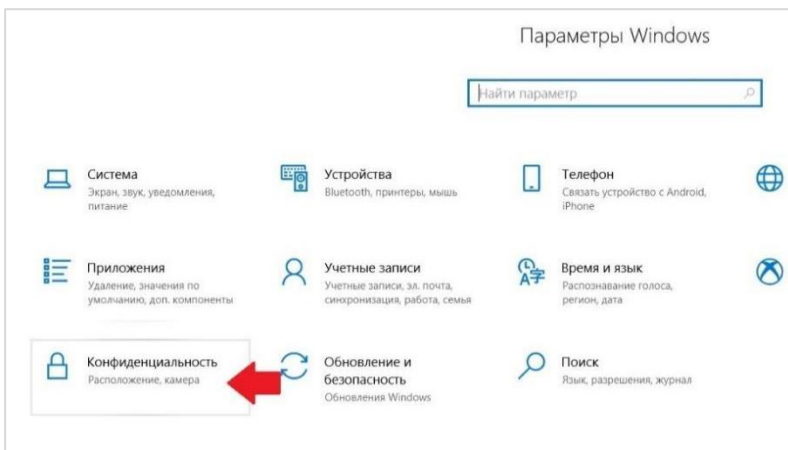 Параметры Windows
Найти параметр
Система
Экран, звук, уведомления,
питание
Устройства
Bluetooth, принтеры, мышь
Телефон
Связать устройство с Android,
iPhone
Приложения
Удаление, значения по
умолчанию, доп. компоненты
Учетные записи
Учетные записи, эл. почта,
синхронизация, работа, семья
Время и язык
Распознавание голоса,
регион, дата
Конфиденциальность
Расположение, камера
Обновление и
безопасность
Обновления Windows
Поиск
Язык, разрешения, журнал